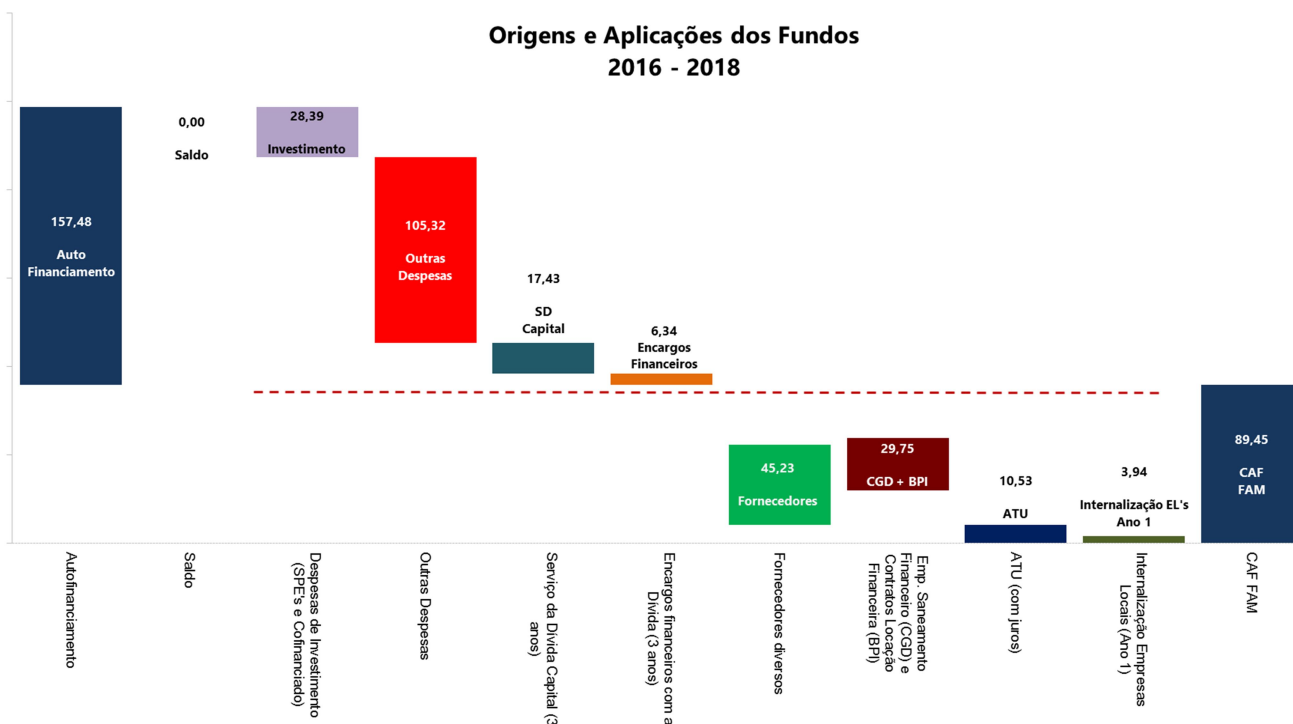 Origens e Aplicações dos Fundos
2016 - 2018
157,48
Auto
Financiamento
0,00
Saldo
28,39
Investimento
105,32
Outras
Despesas
17,43
SD
Capital
6,34
Encargos
Financeiros
45,23
Fornecedores
29,75
CGD + BPI
10,53
ATU
3,94
Internalização EL's
Ano 1
89,45
CAF
FAM
Autofinanciamento
Saldo
Despesas de Investimento
(SPE's e Cofinanciado)
Outras Despesas
Serviço da Dívida Capital (3
anos)
Encargos financeiros com a
Dívida (3 anos)
Fornecedores diversos
Emp. Saneamento
Financeiro (CGD) e
Contratos Locação
Financeira (BPI)
ATU (com juros)
Internalização Empresas
Locais (Ano 1)
CAF FAM